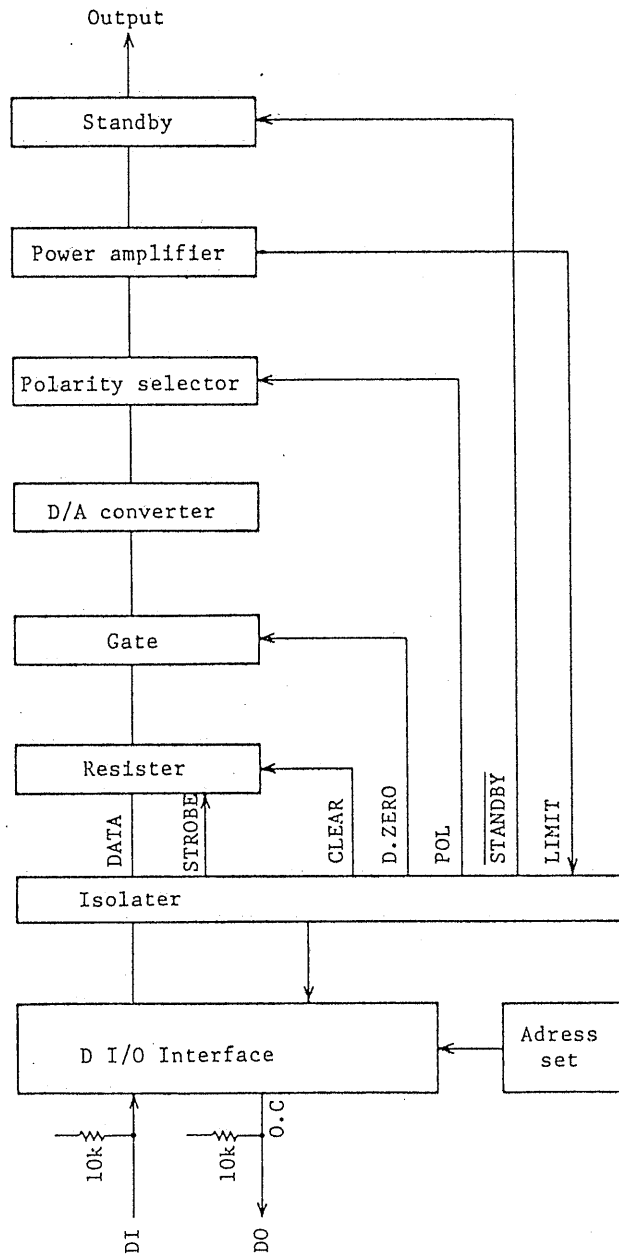 Output
Standby
Power amplifier
Polarity selector
D/A converter
Gate
Resister
DATA
STROBE
CLEAR
D.ZERO
POL
STANDBY
LIMIT
Isolater
D I/O Interface
Adress
set
10k
10k
O.C
DI
DO